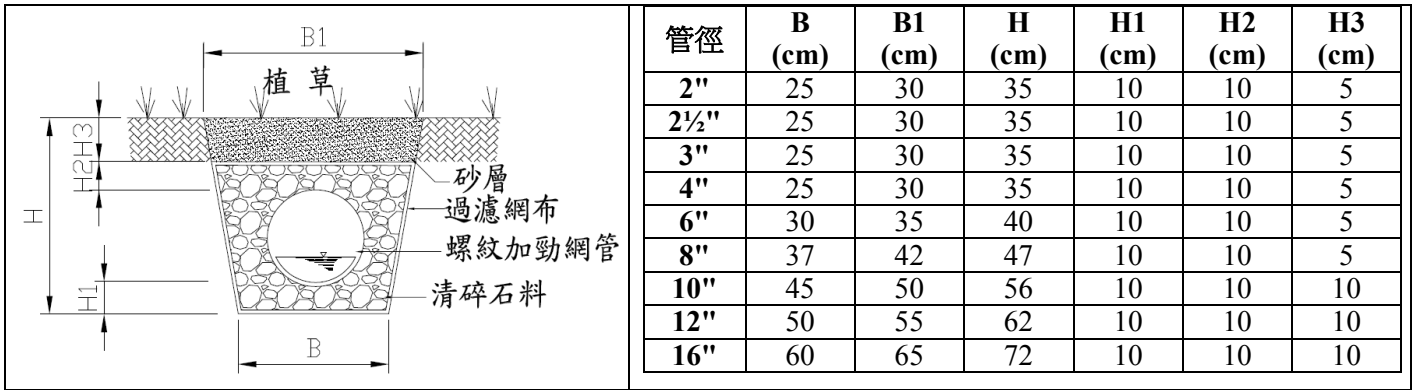 B1
植 草
H3
H2
H
H1
砂層
過濾網布
螺紋加勁網管
清碎石料
B
管徑 B (cm) B1 (cm) H (cm) H1 (cm) H2 (cm) H3 (cm)
2" 25 30 35 10 10 5
2½" 25 30 35 10 10 5
3" 25 30 35 10 10 5
4" 25 30 35 10 10 5
6" 30 35 40 10 10 5
8" 37 42 47 10 10 5
10" 45 50 56 10 10 10
12" 50 55 62 10 10 10
16" 60 65 72 10 10 10